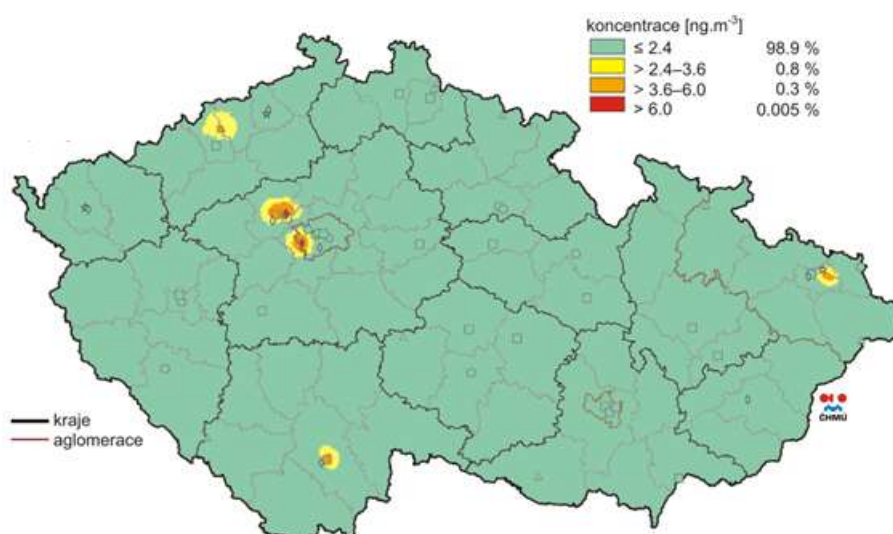 koncentrace [ng.m⁻³]
≤ 2.4 98.9 %
> 2.4–3.6 0.8 %
> 3.6–6.0 0.3 %
> 6.0 0.005 %
ČHMÚ
kraje
aglomerace